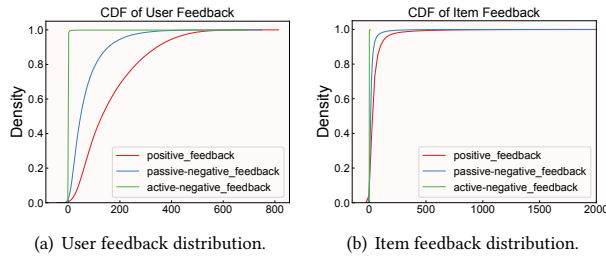 CDF of User Feedback
Density
1.0
0.8
0.6
0.4
0.2
0.0
0 200 400 600 800
positive_feedback
passive-negative_feedback
active-negative_feedback
(a) User feedback distribution.
CDF of Item Feedback
Density
1.0
0.8
0.6
0.4
0.2
0.0
0 500 1000 1500 2000
positive_feedback
passive-negative_feedback
active-negative_feedback
(b) Item feedback distribution.